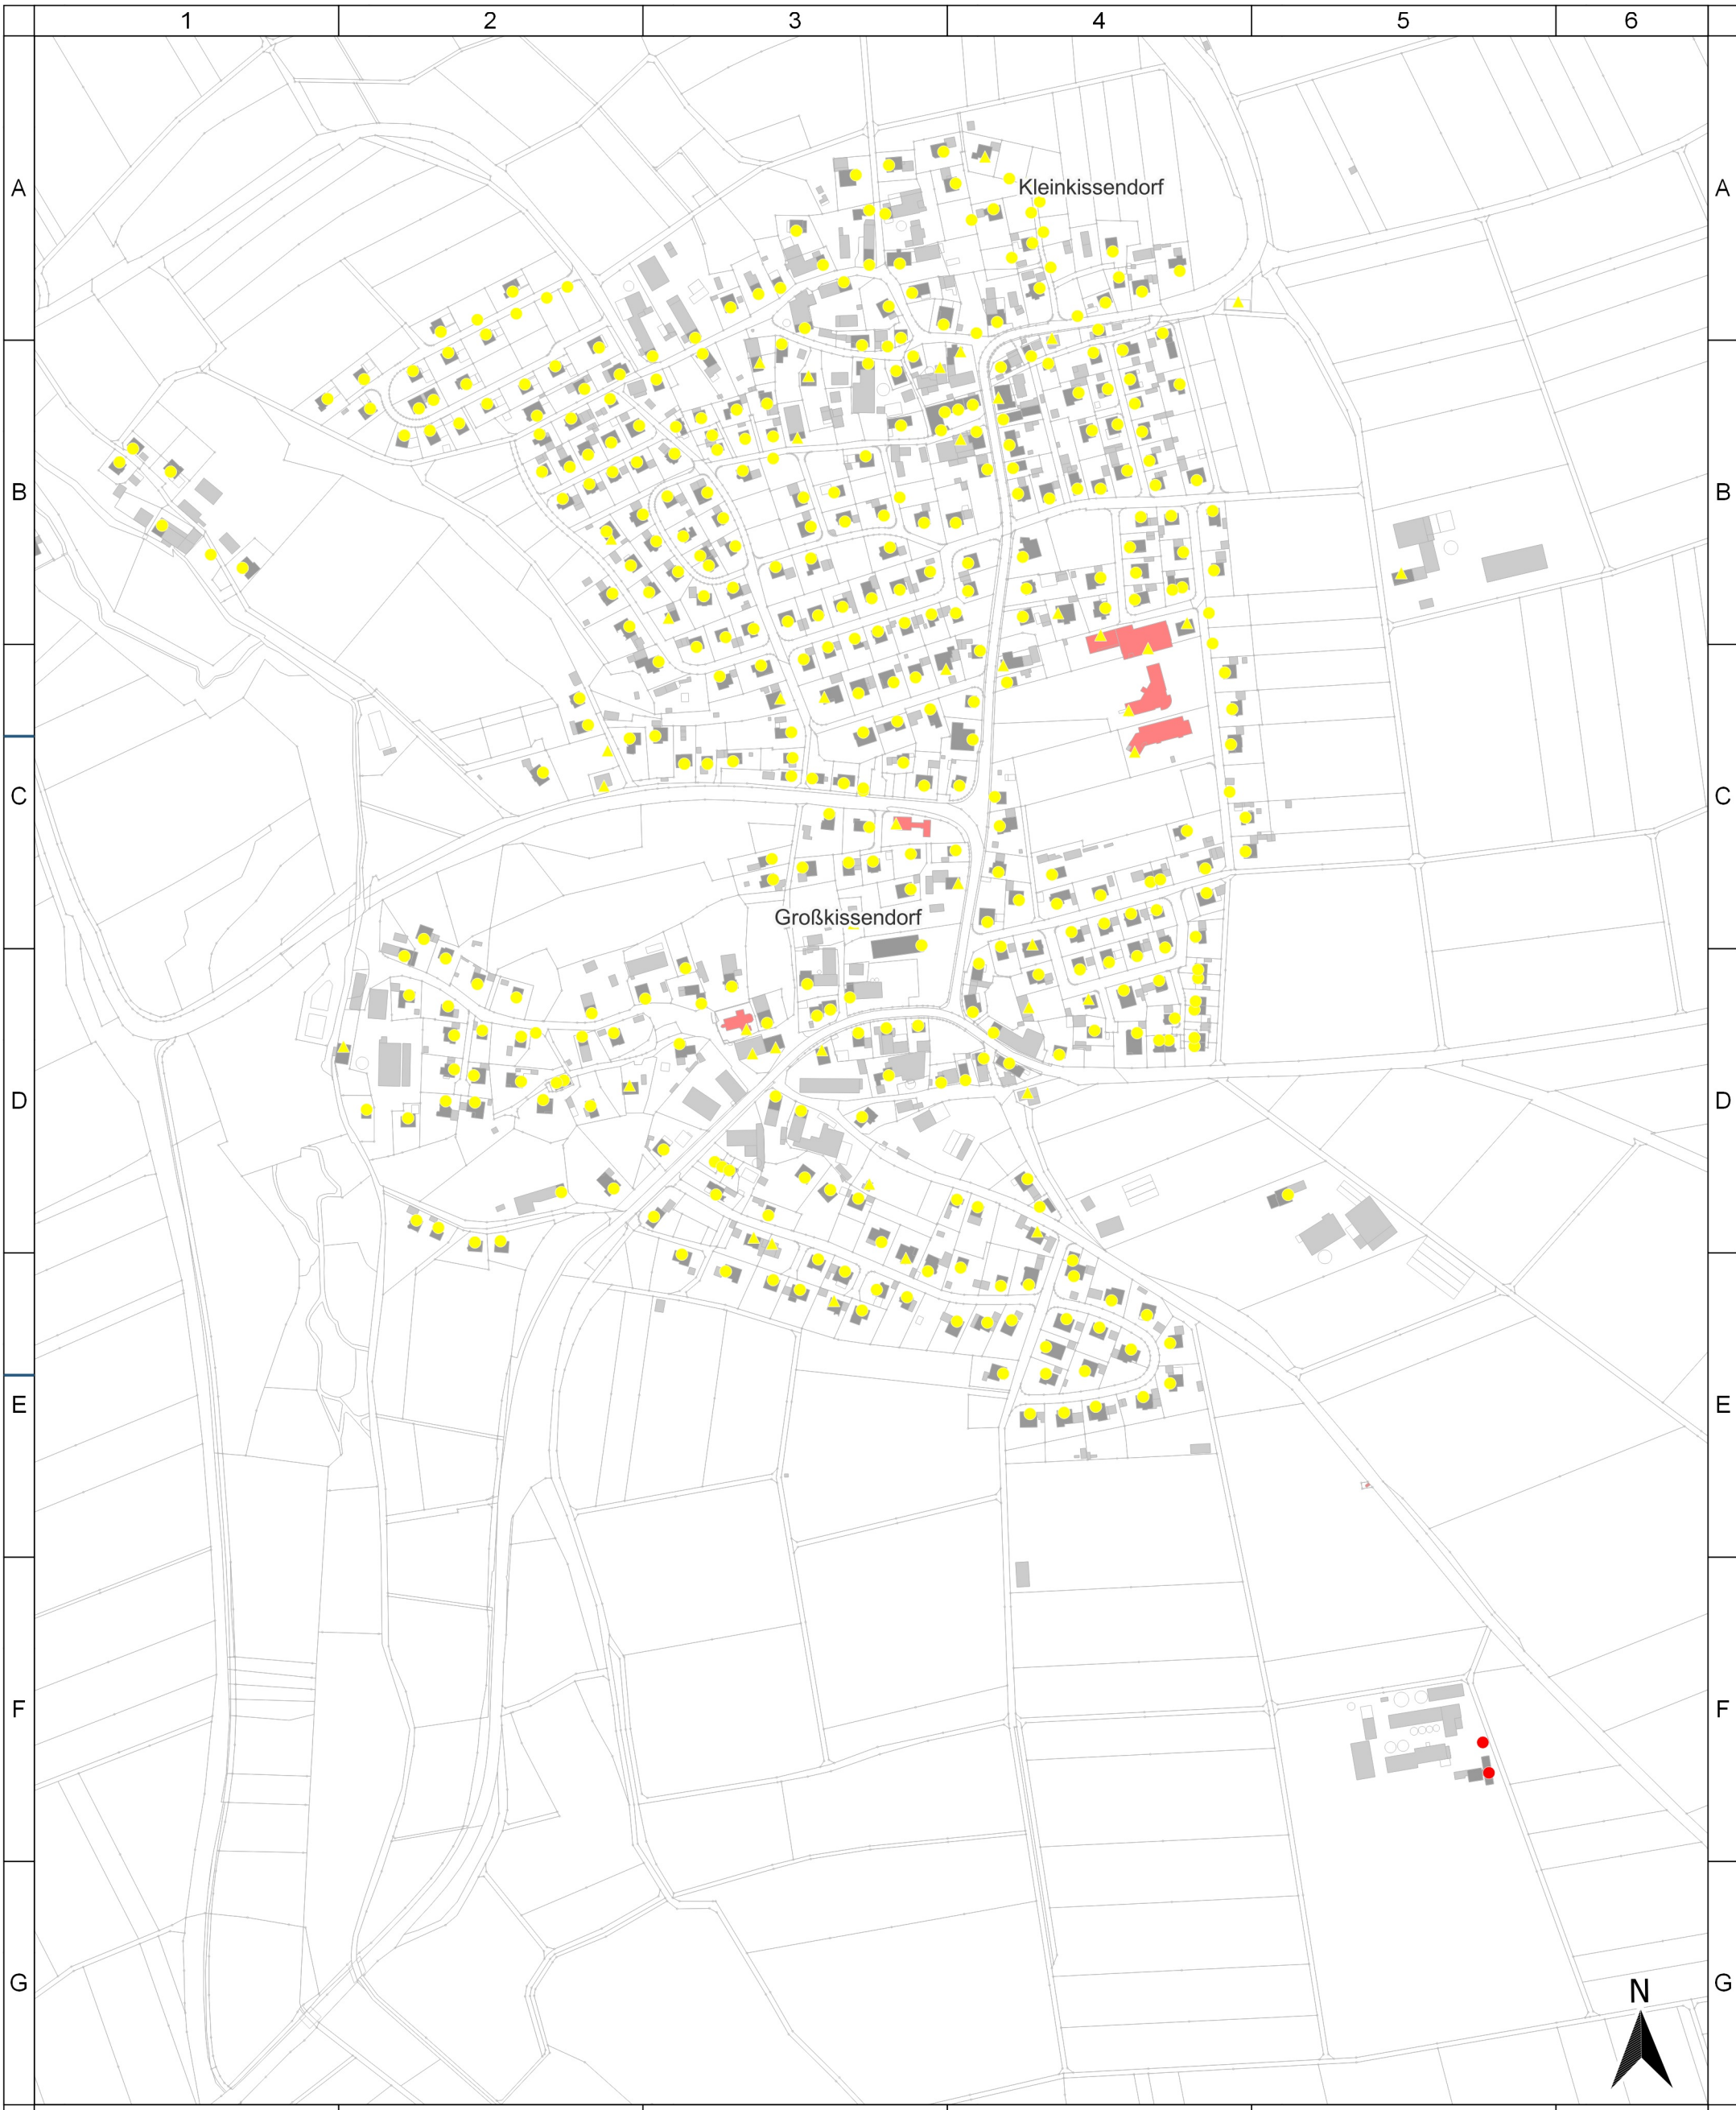 1 2 3 4 5 6
A A
Kleinkissendorf
B B
C C
Großkissendorf
D D
E E
F F
G G
N